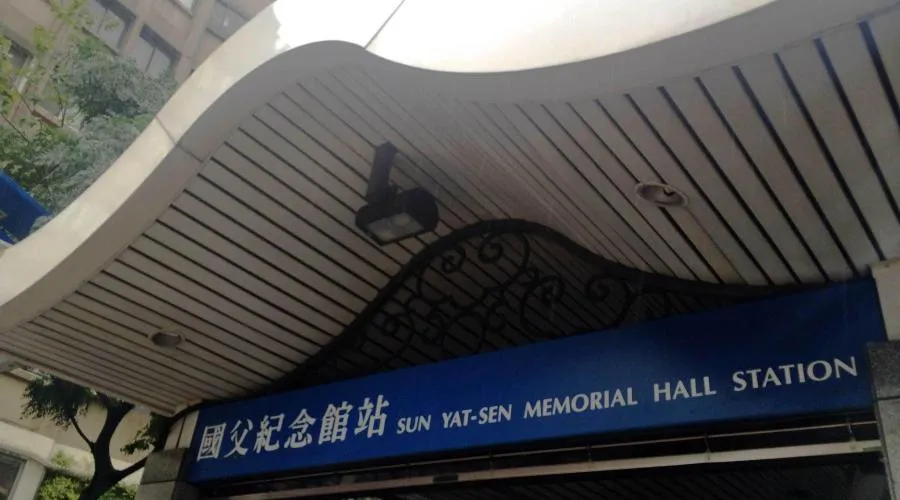 國父紀念館站 SUN YAT-SEN MEMORIAL HALL STATION